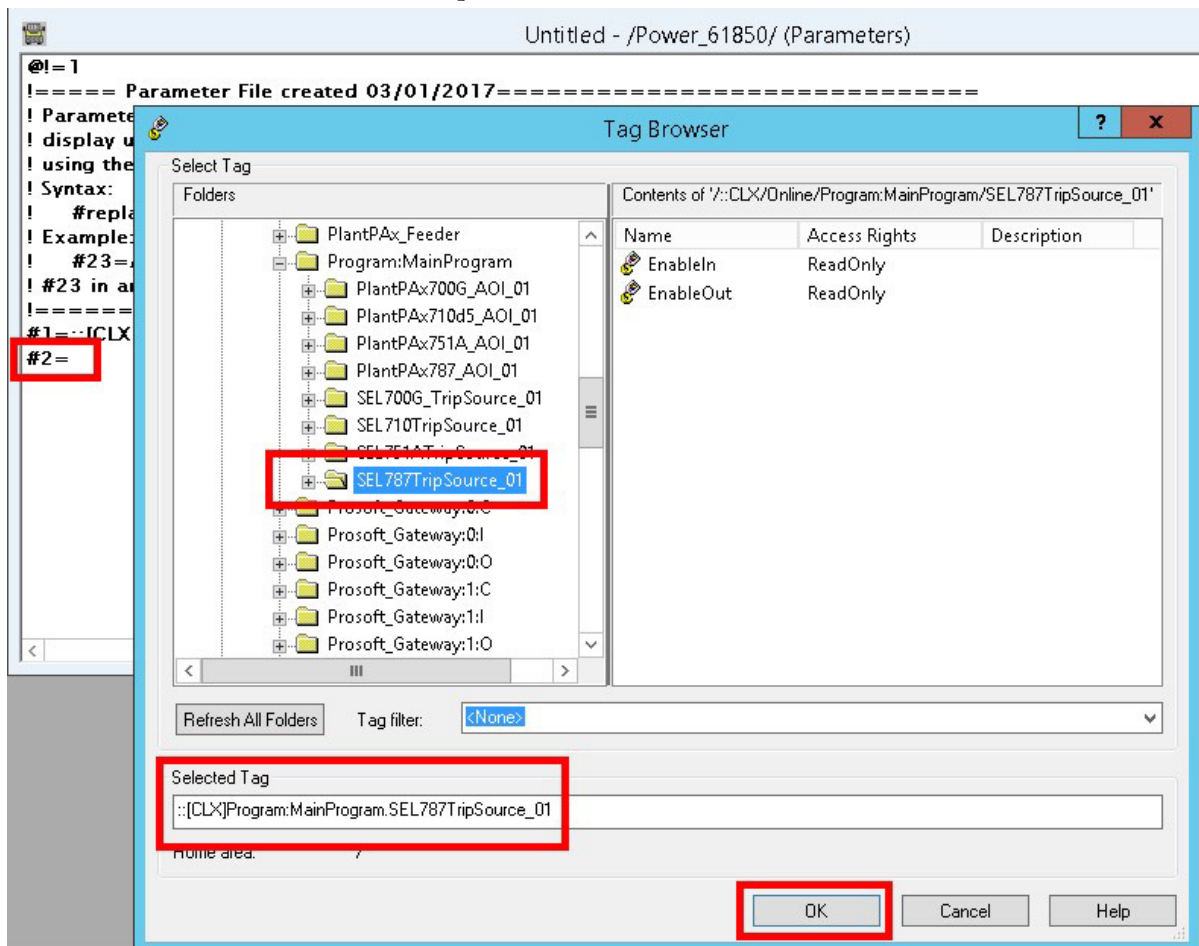 Untitled - /Power_61850/ (Parameters)
@!=1
!===== Parameter File created 03/01/2017=============================
! Paramete
! display u
! using the
! Syntax:
! #repla
! Example:
! #23=
! #23 in a
!======
#1=::[CLX
#2=
Tag Browser
? x
Select Tag
Folders
Contents of '/::CLX/Online/Program:MainProgram/SEL787TripSource_01'
PlantPAx_Feeder
Program:MainProgram
PlantPAx700G_AOI_01
PlantPAx710d5_AOI_01
PlantPAx751A_AOI_01
PlantPAx787_AOI_01
SEL700G_TripSource_01
SEL710TripSource_01
SEL751ATripSource_01
SEL787TripSource_01
Prosoft_Gateway:0:C
Prosoft_Gateway:0:I
Prosoft_Gateway:0:O
Prosoft_Gateway:1:C
Prosoft_Gateway:1:I
Prosoft_Gateway:1:O
Name Access Rights Description
EnableIn ReadOnly
EnableOut ReadOnly
Refresh All Folders Tag filter: <None>
Selected Tag
::[CLX]Program:MainProgram.SEL787TripSource_01
Home area: /
OK Cancel Help